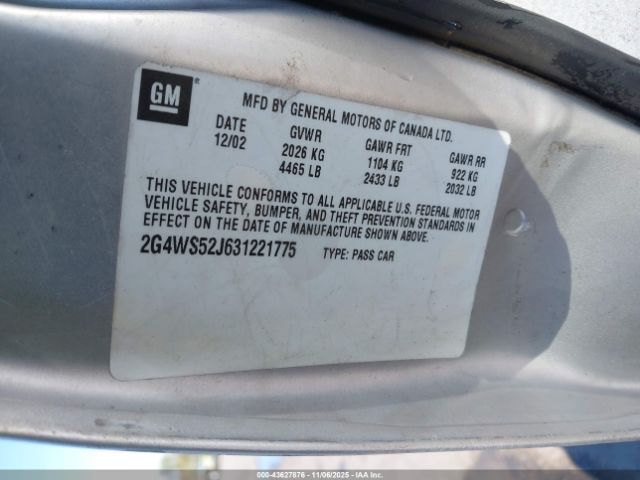 GM®
MFD BY GENERAL MOTORS OF CANADA LTD.
DATE GVWR GAWR FRT GAWR RR
12/02 2026 KG 1104 KG 922 KG
4465 LB 2433 LB 2032 LB
THIS VEHICLE CONFORMS TO ALL APPLICABLE U.S. FEDERAL MOTOR
VEHICLE SAFETY, BUMPER, AND THEFT PREVENTION STANDARDS IN
EFFECT ON THE DATE OF MANUFACTURE SHOWN ABOVE.
2G4WS52J631221775 TYPE: PASS CAR
© 2025 - 43627876 - 11/06/2025 - IAAI.COM